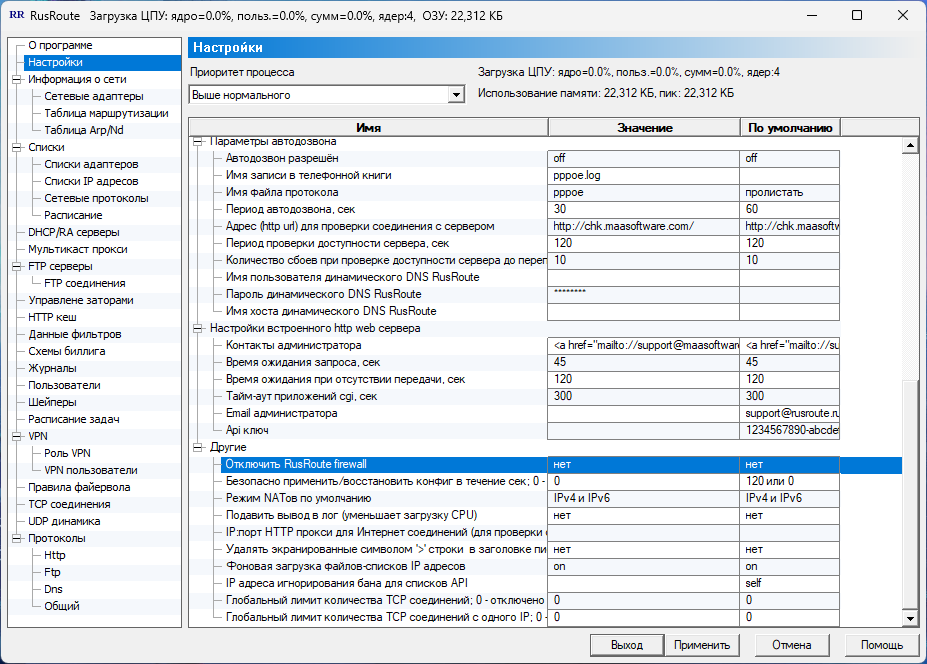 RR RusRoute Загрузка ЦПУ: ядро=0.0%, польз.=0.0%, сумм=0.0%, ядер:4, ОЗУ: 22,312 КБ
О программе
Настройки
Информация о сети
Сетевые адаптеры
Таблица маршрутизации
Таблица Arp/Nd
Списки
Списки адаптеров
Списки IP адресов
Сетевые протоколы
Расписание
DHCP/RA серверы
Мультикаст прокси
FTP серверы
FTP соединения
Управлене заторами
HTTP кеш
Данные фильтров
Схемы биллига
Журналы
Пользователи
Шейперы
Расписание задач
VPN
Роль VPN
VPN пользователи
Правила файервола
TCP соединения
UDP динамика
Протоколы
Http
Ftp
Dns
Общий
Настройки
Приоритет процесса
Выше нормального
Загрузка ЦПУ: ядро=0.0%, польз.=0.0%, сумм=0.0%, ядер:4
Использование памяти: 22,312 КБ, пик: 22,312 КБ
Имя Значение По умолчанию
Параметры автодозвона
Автодозвон разрешён off off
Имя записи в телефонной книги pppoe.log
Имя файла протокола pppoe пролистать
Период автодозвона, сек 30 60
Адрес (http url) для проверки соединения с сервером http://chk.maasoftware.com/ http://chk.maasoftw
Период проверки доступности сервера, сек 120 120
Количество сбоев при проверке доступности сервера до переп 10 10
Имя пользователя динамического DNS RusRoute
Пароль динамического DNS RusRoute ********
Имя хоста динамического DNS RusRoute
Настройки встроенного http web сервера
Контакты администратора <a href="mailto://support@maasoftware <a href="mailto://su
Время ожидания запроса, сек 45 45
Время ожидания при отсутствии передачи, сек 120 120
Тайм-аут приложений cgi, сек 300 300
Email администратора support@rusroute.ru
Api ключ 1234567890-abcdef
Другие
Отключить RusRoute firewall нет нет
Безопасно применить/восстановить конфиг в течение сек; 0 - 0 120 или 0
Режим NATов по умолчанию IPv4 и IPv6 IPv4 и IPv6
Подавить вывод в лог (уменьшает загрузку CPU) нет нет
IP:порт HTTP прокси для Интернет соединений (для проверки о
Удалять экранированные символом '>' строки в заголовке пи нет нет
Фоновая загрузка файлов-списков IP адресов on on
IP адреса игнорирования бана для списков API self
Глобальный лимит количества TCP соединений; 0 - отключено 0 0
Глобальный лимит количества TCP соединений с одного IP; 0 - 0 0
Выход Применить Отмена Помощь